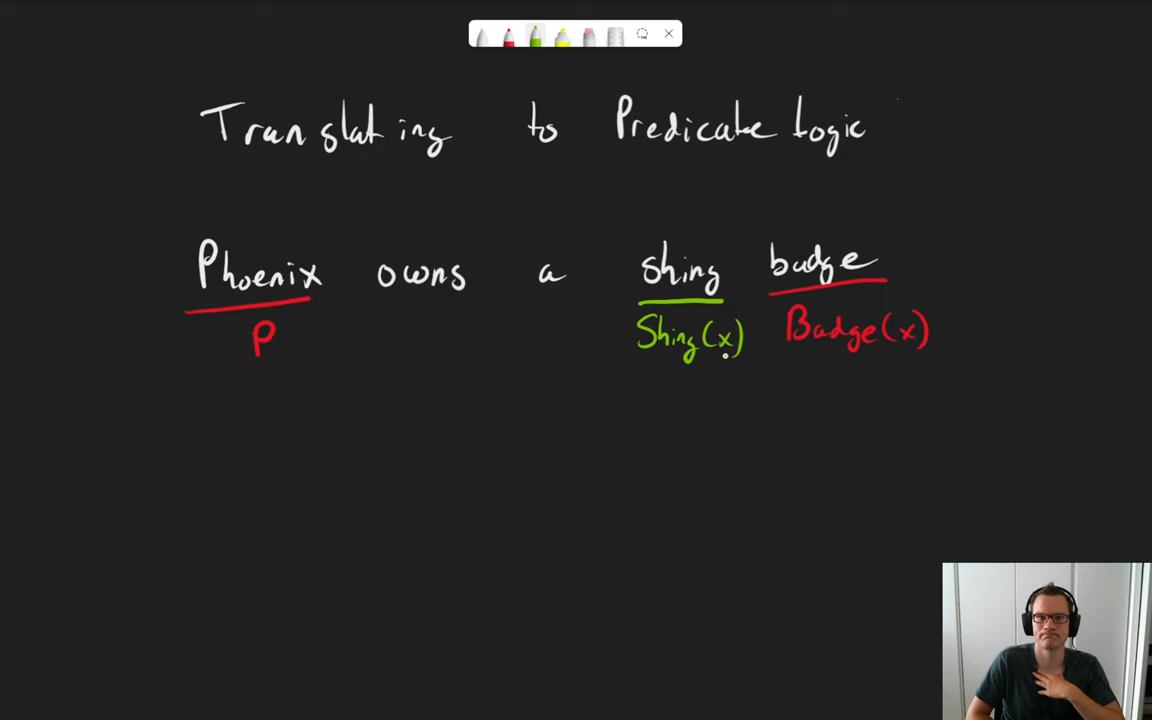 Translating to Predicate Logic
Phoenix owns a shiny badge
P Shiny(x) Badge(x)